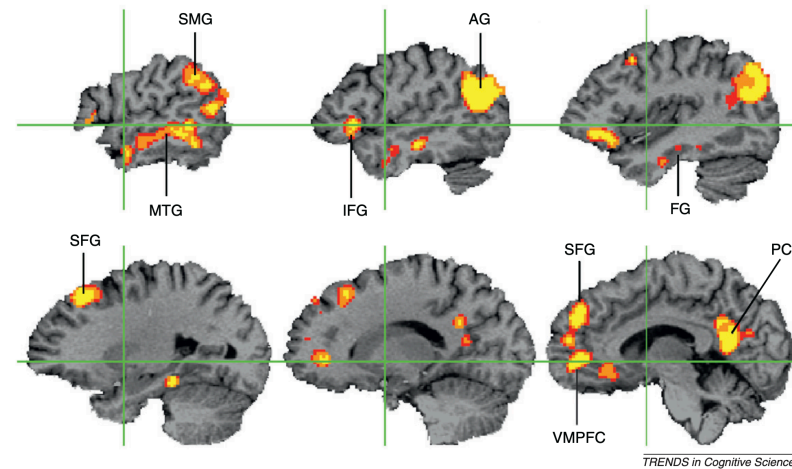 SMG
AG
MTG
IFG
FG
SFG
SFG
PC
VMPFC
TRENDS in Cognitive Science